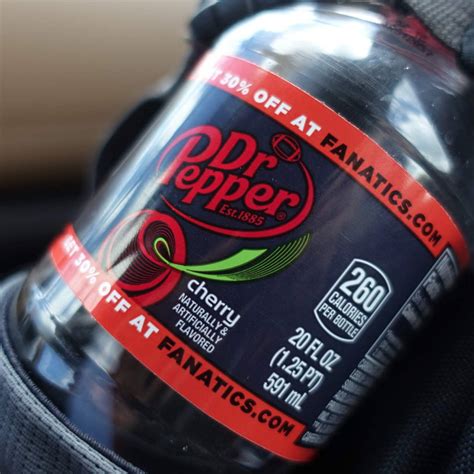 GET 30% OFF AT FANATICS.COM
Dr
Pepper
Est.1885
®
cherry
NATURALLY &
ARTIFICIALLY
FLAVORED
260
CALORIES
PER BOTTLE
20 FL OZ
(1.25 PT)
591 mL
GET 30% OFF AT FANATICS.COM